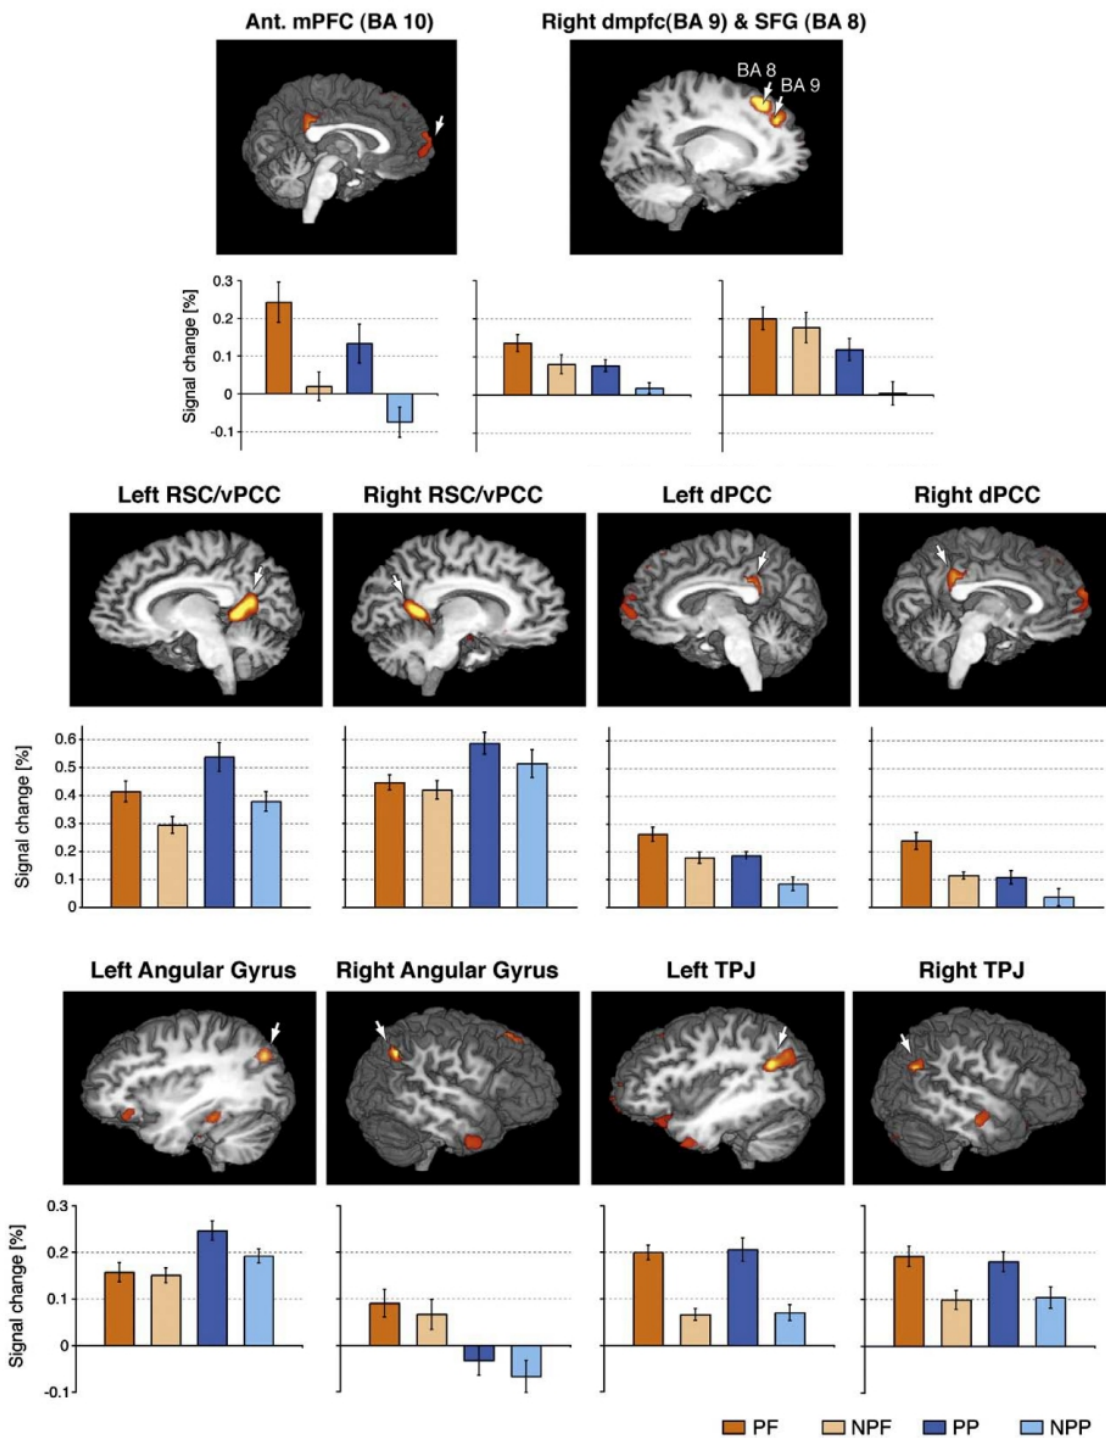 Ant. mPFC (BA 10) Right dmpfc(BA 9) & SFG (BA 8)
BA 8
BA 9
Signal change [%]
0.3
0.2
0.1
0
-0.1
Left RSC/vPCC Right RSC/vPCC Left dPCC Right dPCC
Signal change [%]
0.6
0.5
0.4
0.3
0.2
0.1
0
Left Angular Gyrus Right Angular Gyrus Left TPJ Right TPJ
Signal change [%]
0.3
0.2
0.1
0
-0.1
PF NPF PP NPP